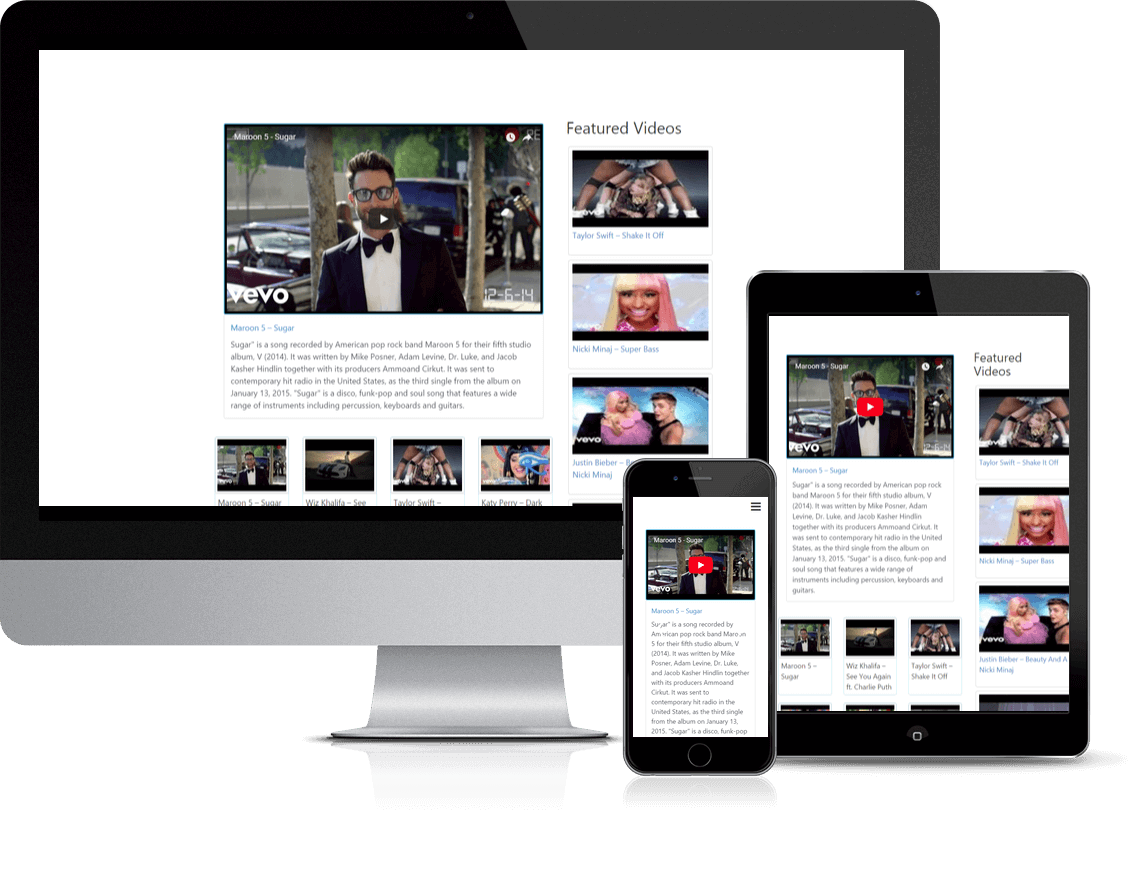 Maroon 5 - Sugar
RE
vevo
12-6-14
Maroon 5 – Sugar
Sugar" is a song recorded by American pop rock band Maroon 5 for their fifth studio
album, V (2014). It was written by Mike Posner, Adam Levine, Dr. Luke, and Jacob
Kasher Hindlin together with its producers Ammoand Cirkut. It was sent to
contemporary hit radio in the United States, as the third single from the album on
January 13, 2015. "Sugar" is a disco, funk-pop and soul song that features a wide
range of instruments including percussion, keyboards and guitars.
Maroon 5 – Sugar
Wiz Khalifa – See
Taylor Swift –
Katy Perry – Dark
Featured Videos
vevo
Taylor Swift – Shake It Off
Nicki Minaj – Super Bass
vevo
Justin Bieber –
Nicki Minaj
Maroon 5 - Sugar
vevo
Maroon 5 – Sugar
is a song recorded by
American pop rock band
5 for their fifth studio album, V
(2014). It was written by Mike
Posner, Adam Levine, Dr. Luke,
and Jacob Kasher Hindlin together
with its producers Ammoand
Cirkut. It was sent to
contemporary hit radio in the
United States, as the third single
from the album on January 13,
2015. "Sugar" is a disco, funk-pop
Maroon 5 - Sugar
vevo
12-6-14
Maroon 5 – Sugar
Sugar" is a song recorded by American pop rock
band Maroon 5 for their fifth studio album, V
(2014). It was written by Mike Posner, Adam
Levine, Dr. Luke, and Jacob Kasher Hindlin
together with its producers Ammoand Cirkut. It
was sent to contemporary hit radio in the United
States, as the third single from the album on
January 13, 2015. "Sugar" is a disco, funk-pop and
soul song that features a wide range of
instruments including percussion, keyboards and
guitars.
Maroon 5 –
Sugar
Wiz Khalifa –
See You Again
ft. Charlie Puth
Taylor Swift –
Shake It Off
Featured
Videos
vevo
Taylor Swift – Shake It Off
Nicki Minaj – Super Bass
vevo
Justin Bieber – Beauty And A
Nicki Minaj